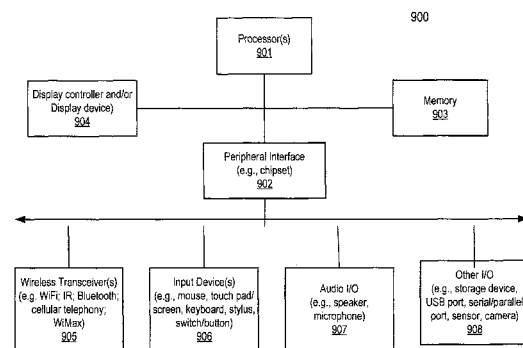 900
Processor(s)
901
Display controller and/or
Display device)
904
Memory
903
Peripheral Interface
(e.g., chipset)
902
Wireless Transceiver(s)
(e.g. WiFi; IR; Bluetooth;
cellular telephony;
WiMax)
905
Input Device(s)
(e.g., mouse, touch pad/
screen, keyboard, stylus,
switch/button)
906
Audio I/O
(e.g., speaker,
microphone)
907
Other I/O
(e.g., storage device,
USB port, serial/parallel
port, sensor, camera)
908